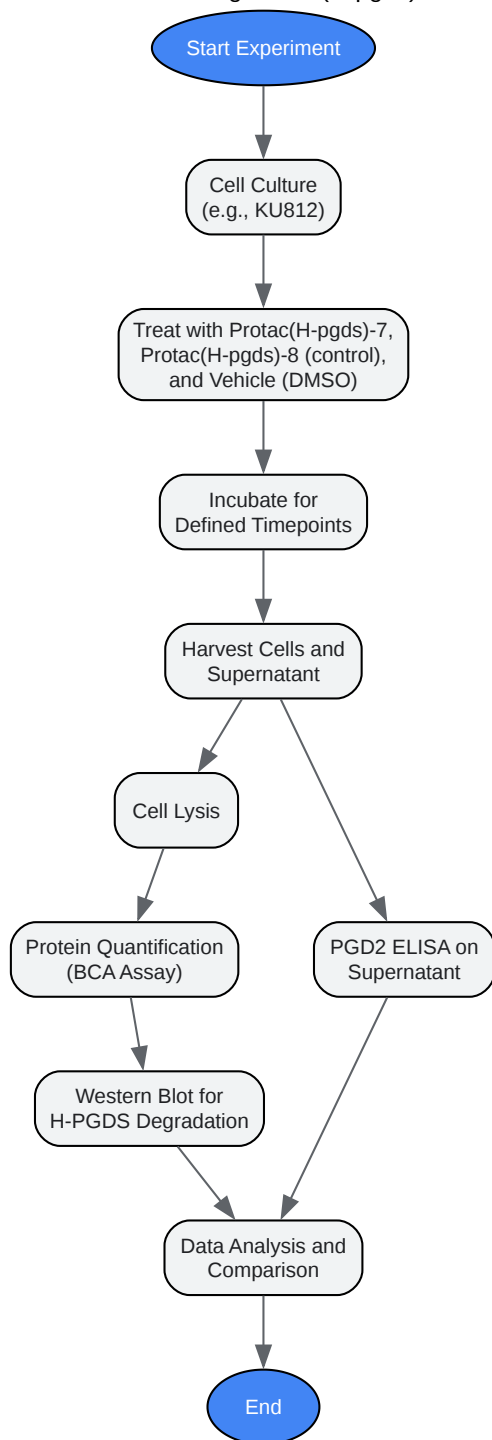 Start Experiment
Cell Culture
(e.g., KU812)
Treat with Protac(H-pgds)-7,
Protac(H-pgds)-8 (control),
and Vehicle (DMSO)
Incubate for
Defined Timepoints
Harvest Cells and
Supernatant
Cell Lysis
Protein Quantification
(BCA Assay)
PGD2 ELISA on
Supernatant
Western Blot for
H-PGDS Degradation
Data Analysis and
Comparison
End